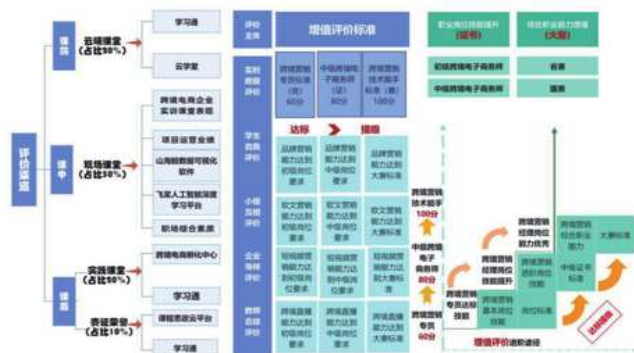 评价渠道
课前
课中
课后
云端课堂
(占比20%)
现场课堂
(占比50%)
实践课堂
(占比20%)
表征荣誉
(占比10%)
学习通
云学堂
跨境电商企业
实训课堂表现
项目运营业绩
山海鲸数据可视化
软件
飞桨人工智能深度
学习平台
职场综合素质
跨境电商孵化中心
学习通
课程思政云平台
学习通
评价
主体
实时
数据
评价
学生
自我
评价
小组
互相
评价
企业
导师
评价
教师
总结
评价
增值评价标准
跨境营销
专员标准
(岗)
60分
中级跨境电
子商务师
(证)
80分
跨境营销
技术能手
标准(赛)
100分
达标
提级
品牌营销
能力达到
初级岗位
要求
品牌营销
能力达到
中级岗位
要求
品牌营销
能力达到
大赛标准
软文营销
能力达到
初级岗位
要求
软文营销
能力达到
中级岗位
要求
软文营销
能力达到
大赛标准
短视频营
销能力达
到初级岗
位要求
短视频营
销能力达
到中级岗
位要求
短视频营
销能力达
到大赛标
准
跨境直播
能力达到
初级岗位
要求
跨境直播
能力达到
中级岗位
要求
跨境直播
能力达到
大赛标准
跨境营销
技术能手
100分
中级跨境
电子
商务师
80分
跨境营销
专员
60分
职业岗位技能提升
(证书)
综合职业能力增值
(大赛)
初级跨境电子商务师
省赛
中级跨境电子商务师
国赛
跨境营销
专员达标
技能
跨境营销
经理岗位
技能提升
跨境营销
经理岗位
能力优秀
跨境营销
基本岗位
技能
跨境营销
进阶岗位
技能
跨境营销
综合职业
能力
岗位标准
中级证书
标准
大赛标准
达标提级
增值评价进阶途径